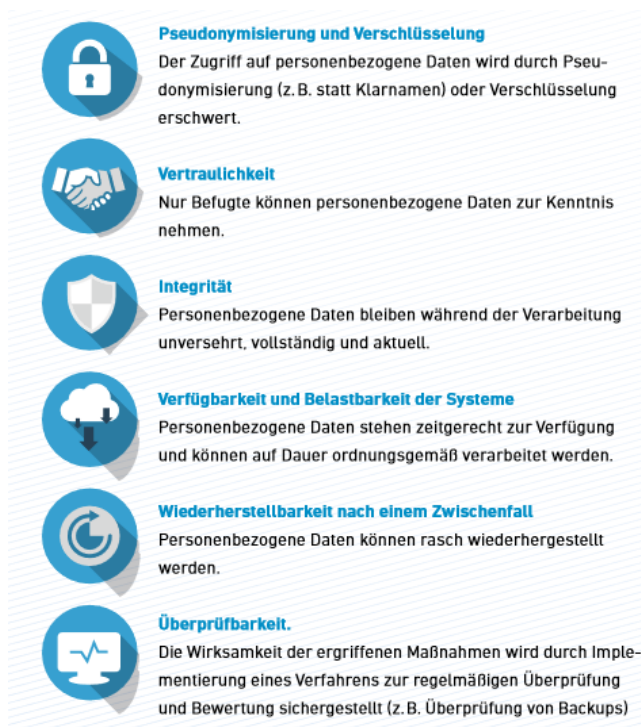 Pseudonymisierung und Verschlüsselung
Der Zugriff auf personenbezogene Daten wird durch Pseu-
donymisierung (z. B. statt Klarnamen) oder Verschlüsselung
erschwert.
Vertraulichkeit
Nur Befugte können personenbezogene Daten zur Kenntnis
nehmen.
Integrität
Personenbezogene Daten bleiben während der Verarbeitung
unversehrt, vollständig und aktuell.
Verfügbarkeit und Belastbarkeit der Systeme
Personenbezogene Daten stehen zeitgerecht zur Verfügung
und können auf Dauer ordnungsgemäß verarbeitet werden.
Wiederherstellbarkeit nach einem Zwischenfall
Personenbezogene Daten können rasch wiederhergestellt
werden.
Überprüfbarkeit.
Die Wirksamkeit der ergriffenen Maßnahmen wird durch Imple-
mentierung eines Verfahrens zur regelmäßigen Überprüfung
und Bewertung sichergestellt (z. B. Überprüfung von Backups)